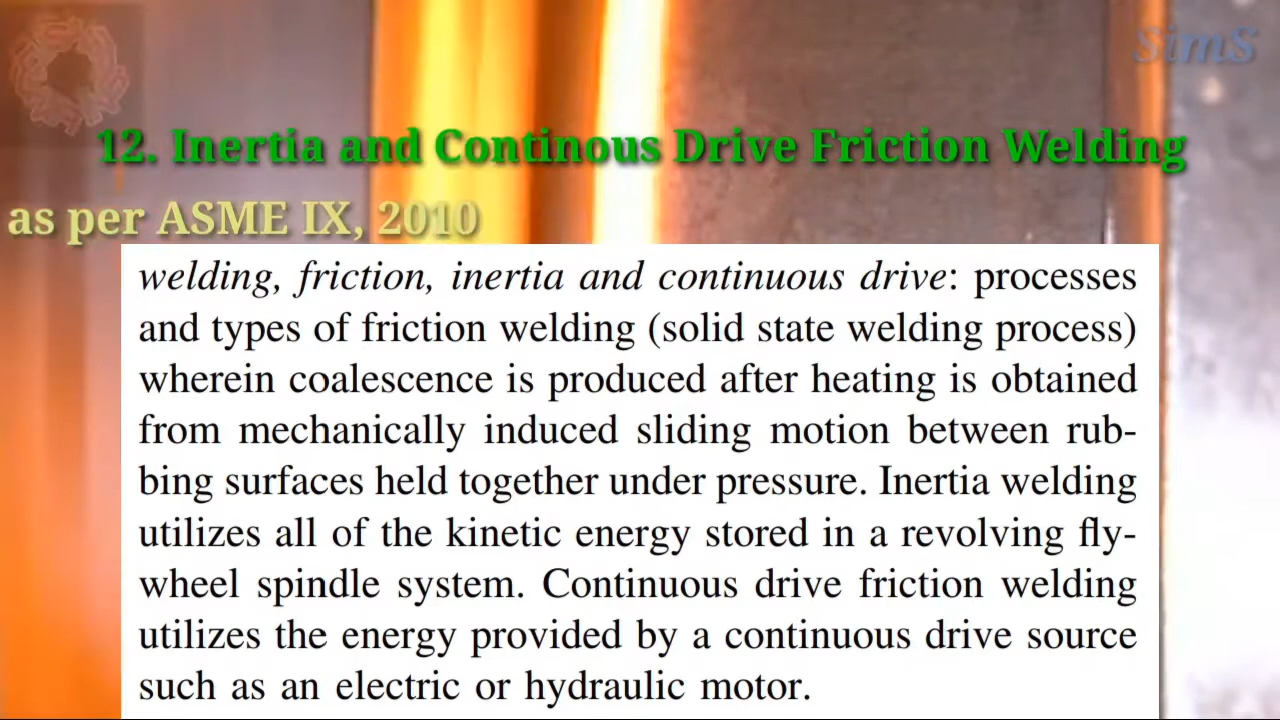 SimS
12. Inertia and Continous Drive Friction Welding
as per ASME IX, 2010
welding, friction, inertia and continuous drive: processes
and types of friction welding (solid state welding process)
wherein coalescence is produced after heating is obtained
from mechanically induced sliding motion between rub-
bing surfaces held together under pressure. Inertia welding
utilizes all of the kinetic energy stored in a revolving fly-
wheel spindle system. Continuous drive friction welding
utilizes the energy provided by a continuous drive source
such as an electric or hydraulic motor.